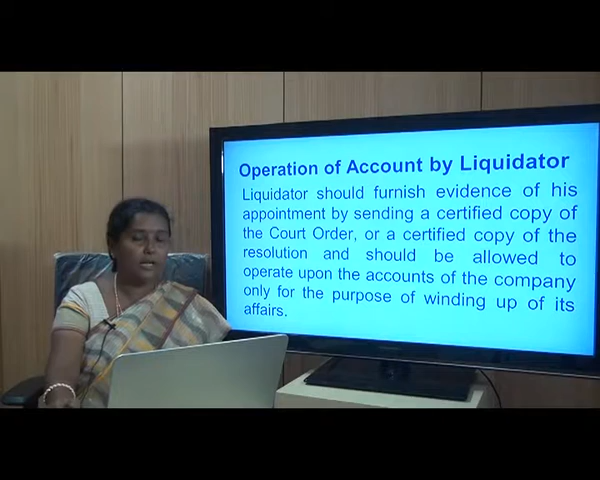 Operation of Account by Liquidator
Liquidator should furnish evidence of his
appointment by sending a certified copy of
the Court Order, or a certified copy of the
resolution and should be allowed to
operate upon the accounts of the company
only for the purpose of winding up of its
affairs.